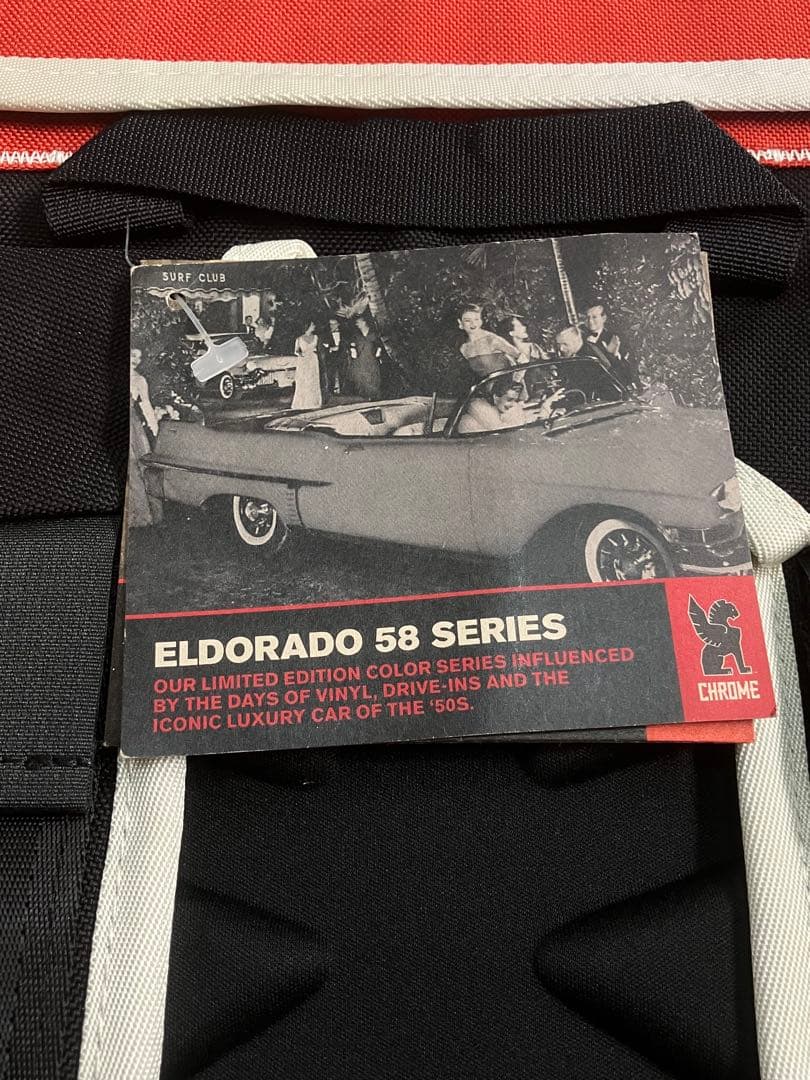 SURF CLUB
ELDORADO 58 SERIES
OUR LIMITED EDITION COLOR SERIES INFLUENCED
BY THE DAYS OF VINYL, DRIVE-INS AND THE
ICONIC LUXURY CAR OF THE '50S.
CHROME